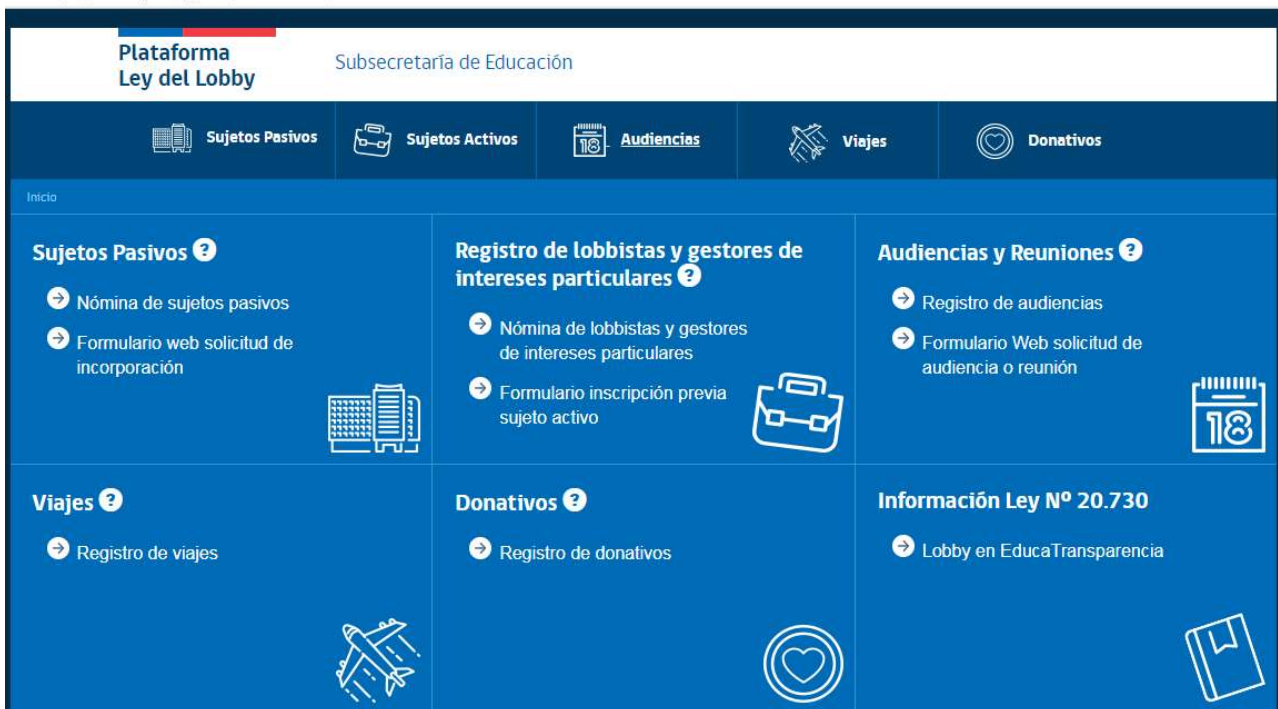 Plataforma
Ley del Lobby
Subsecretaría de Educación
Sujetos Pasivos
Sujetos Activos
18
Audiencias
Viajes
Donativos
Inicio
Sujetos Pasivos ?
Nómina de sujetos pasivos
Formulario web solicitud de
incorporación
Registro de lobbistas y gestores de
intereses particulares ?
Nómina de lobbistas y gestores
de intereses particulares
Formulario inscripción previa
sujeto activo
Audiencias y Reuniones ?
Registro de audiencias
Formulario Web solicitud de
audiencia o reunión
18
Viajes ?
Registro de viajes
Donativos ?
Registro de donativos
Información Ley Nº 20.730
Lobby en EducaTransparencia